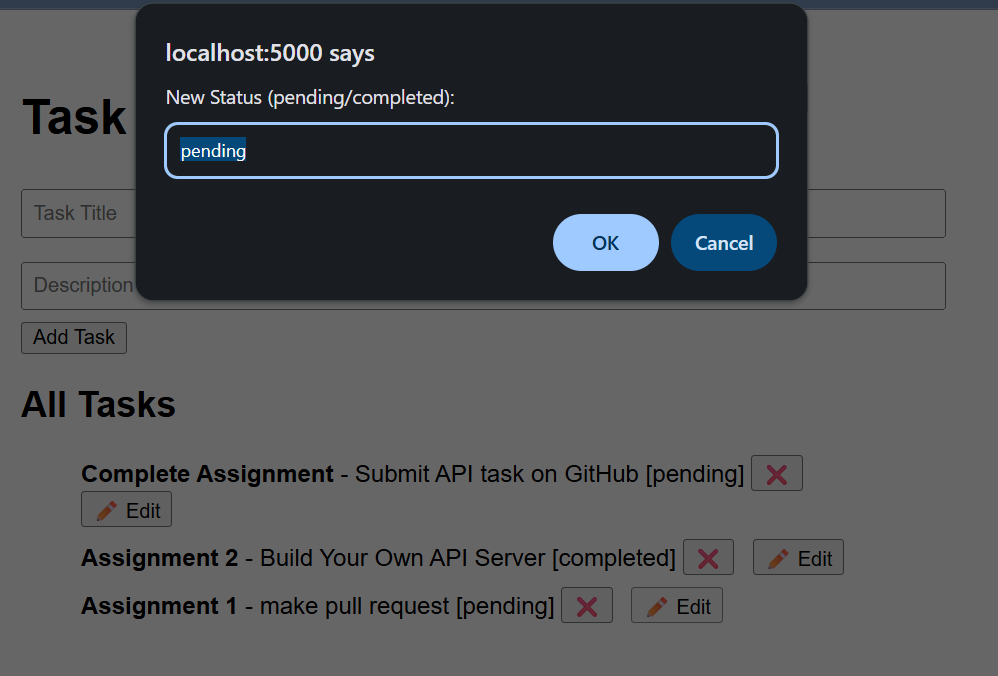 localhost:5000 says
New Status (pending/completed):
pending
OK Cancel
Task
Task Title
Description
Add Task
All Tasks
Complete Assignment - Submit API task on GitHub [pending]
Edit
Assignment 2 - Build Your Own API Server [completed] Edit
Assignment 1 - make pull request [pending] Edit